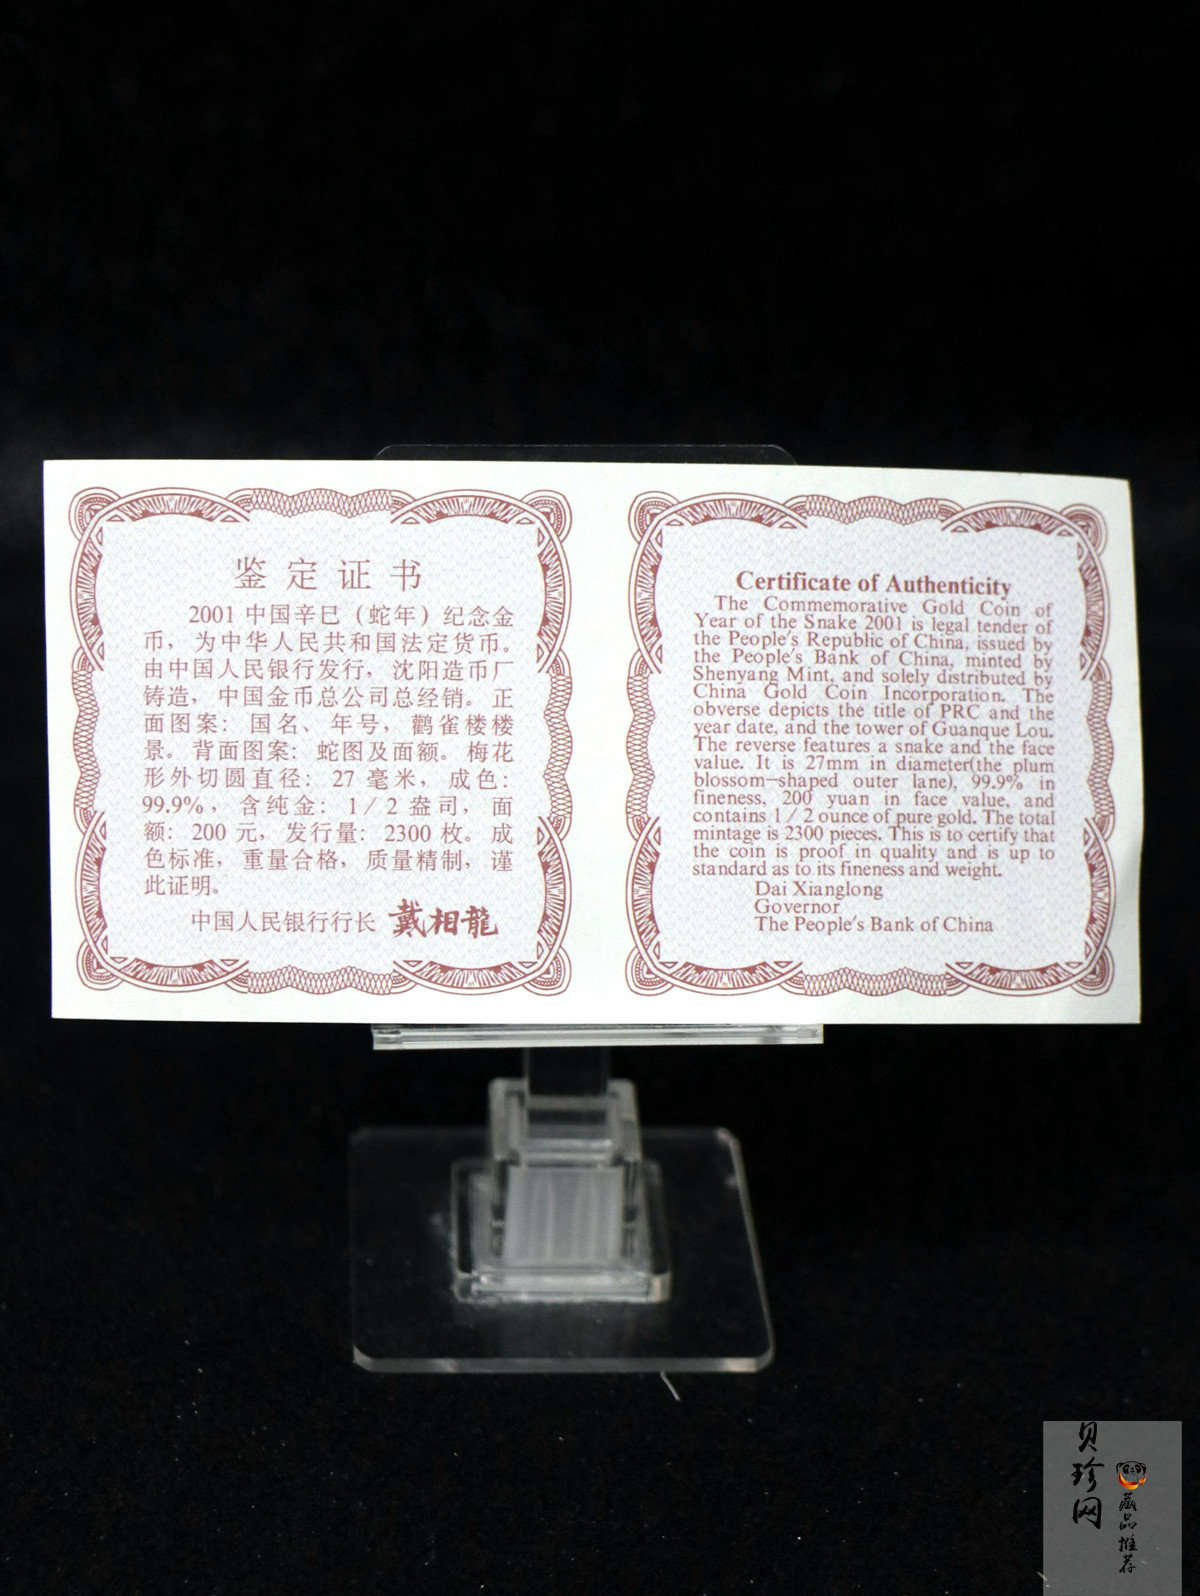 鉴定证书
2001中国辛巳（蛇年）纪念金
币，为中华人民共和国法定货币。
由中国人民银行发行，沈阳造币厂
铸造，中国金币总公司总经销。正
面图案：国名、年号，鹳雀楼楼
景。背面图案：蛇图及面额。梅花
形外切圆直径：27毫米，成色：
99.9%，含纯金：1/2盎司，面
额：200元，发行量：2300枚。成
色标准，重量合格，质量精制，谨
此证明。
中国人民银行行长 戴相龍
Certificate of Authenticity
The Commemorative Gold Coin of
Year of the Snake 2001 is legal tender of
the People's Republic of China, issued by
the People's Bank of China, minted by
Shenyang Mint, and solely distributed by
China Gold Coin Incorporation. The
obverse depicts the title of PRC and the
year date, and the tower of Guanque Lou.
The reverse features a snake and the face
value. It is 27mm in diameter(the plum
blossom-shaped outer lane), 99.9% in
fineness, 200 yuan in face value, and
contains 1/2 ounce of pure gold. The total
mintage is 2300 pieces. This is to certify that
the coin is proof in quality and is up to
standard as to its fineness and weight.
Dai Xianglong
Governor
The People's Bank of China
贝珍网
藏品推荐